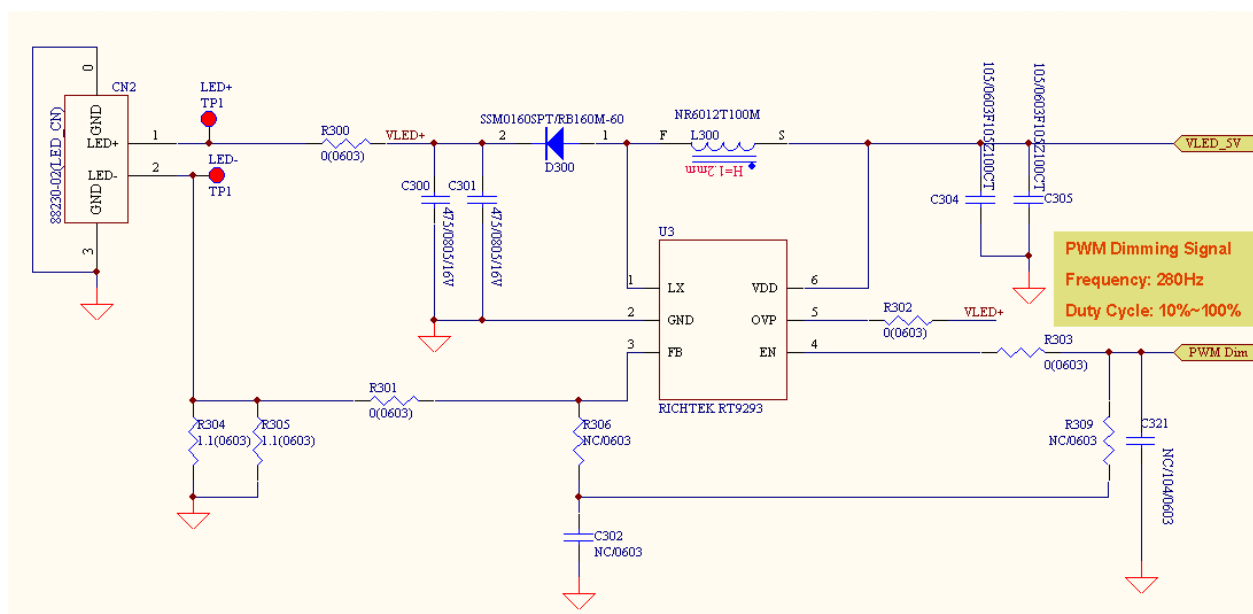 CN2
0
GND
LED+
LED-
GND
88230-02(LED_CN)
1
2
3
LED+
TP1
LED-
TP1
R300
0(0603)
VLED+
2
SSM0160SPT/RB160M-60
1
D300
C300
475/0805/16V
C301
475/0805/16V
NR6012T100M
F
L300
S
H=1.2mm
105/0603F105Z100CT
105/0603F105Z100CT
C304
C305
VLED_5V
PWM Dimming Signal
Frequency: 280Hz
Duty Cycle: 10%~100%
U3
1
LX
VDD
6
2
GND
OVP
5
3
FB
EN
4
RICHTEK RT9293
R302
0(0603)
VLED+
R303
0(0603)
PWM Dim
R301
0(0603)
R304
1.1(0603)
R305
1.1(0603)
R306
NC/0603
R309
NC/0603
C321
NC/104/0603
C302
NC/0603